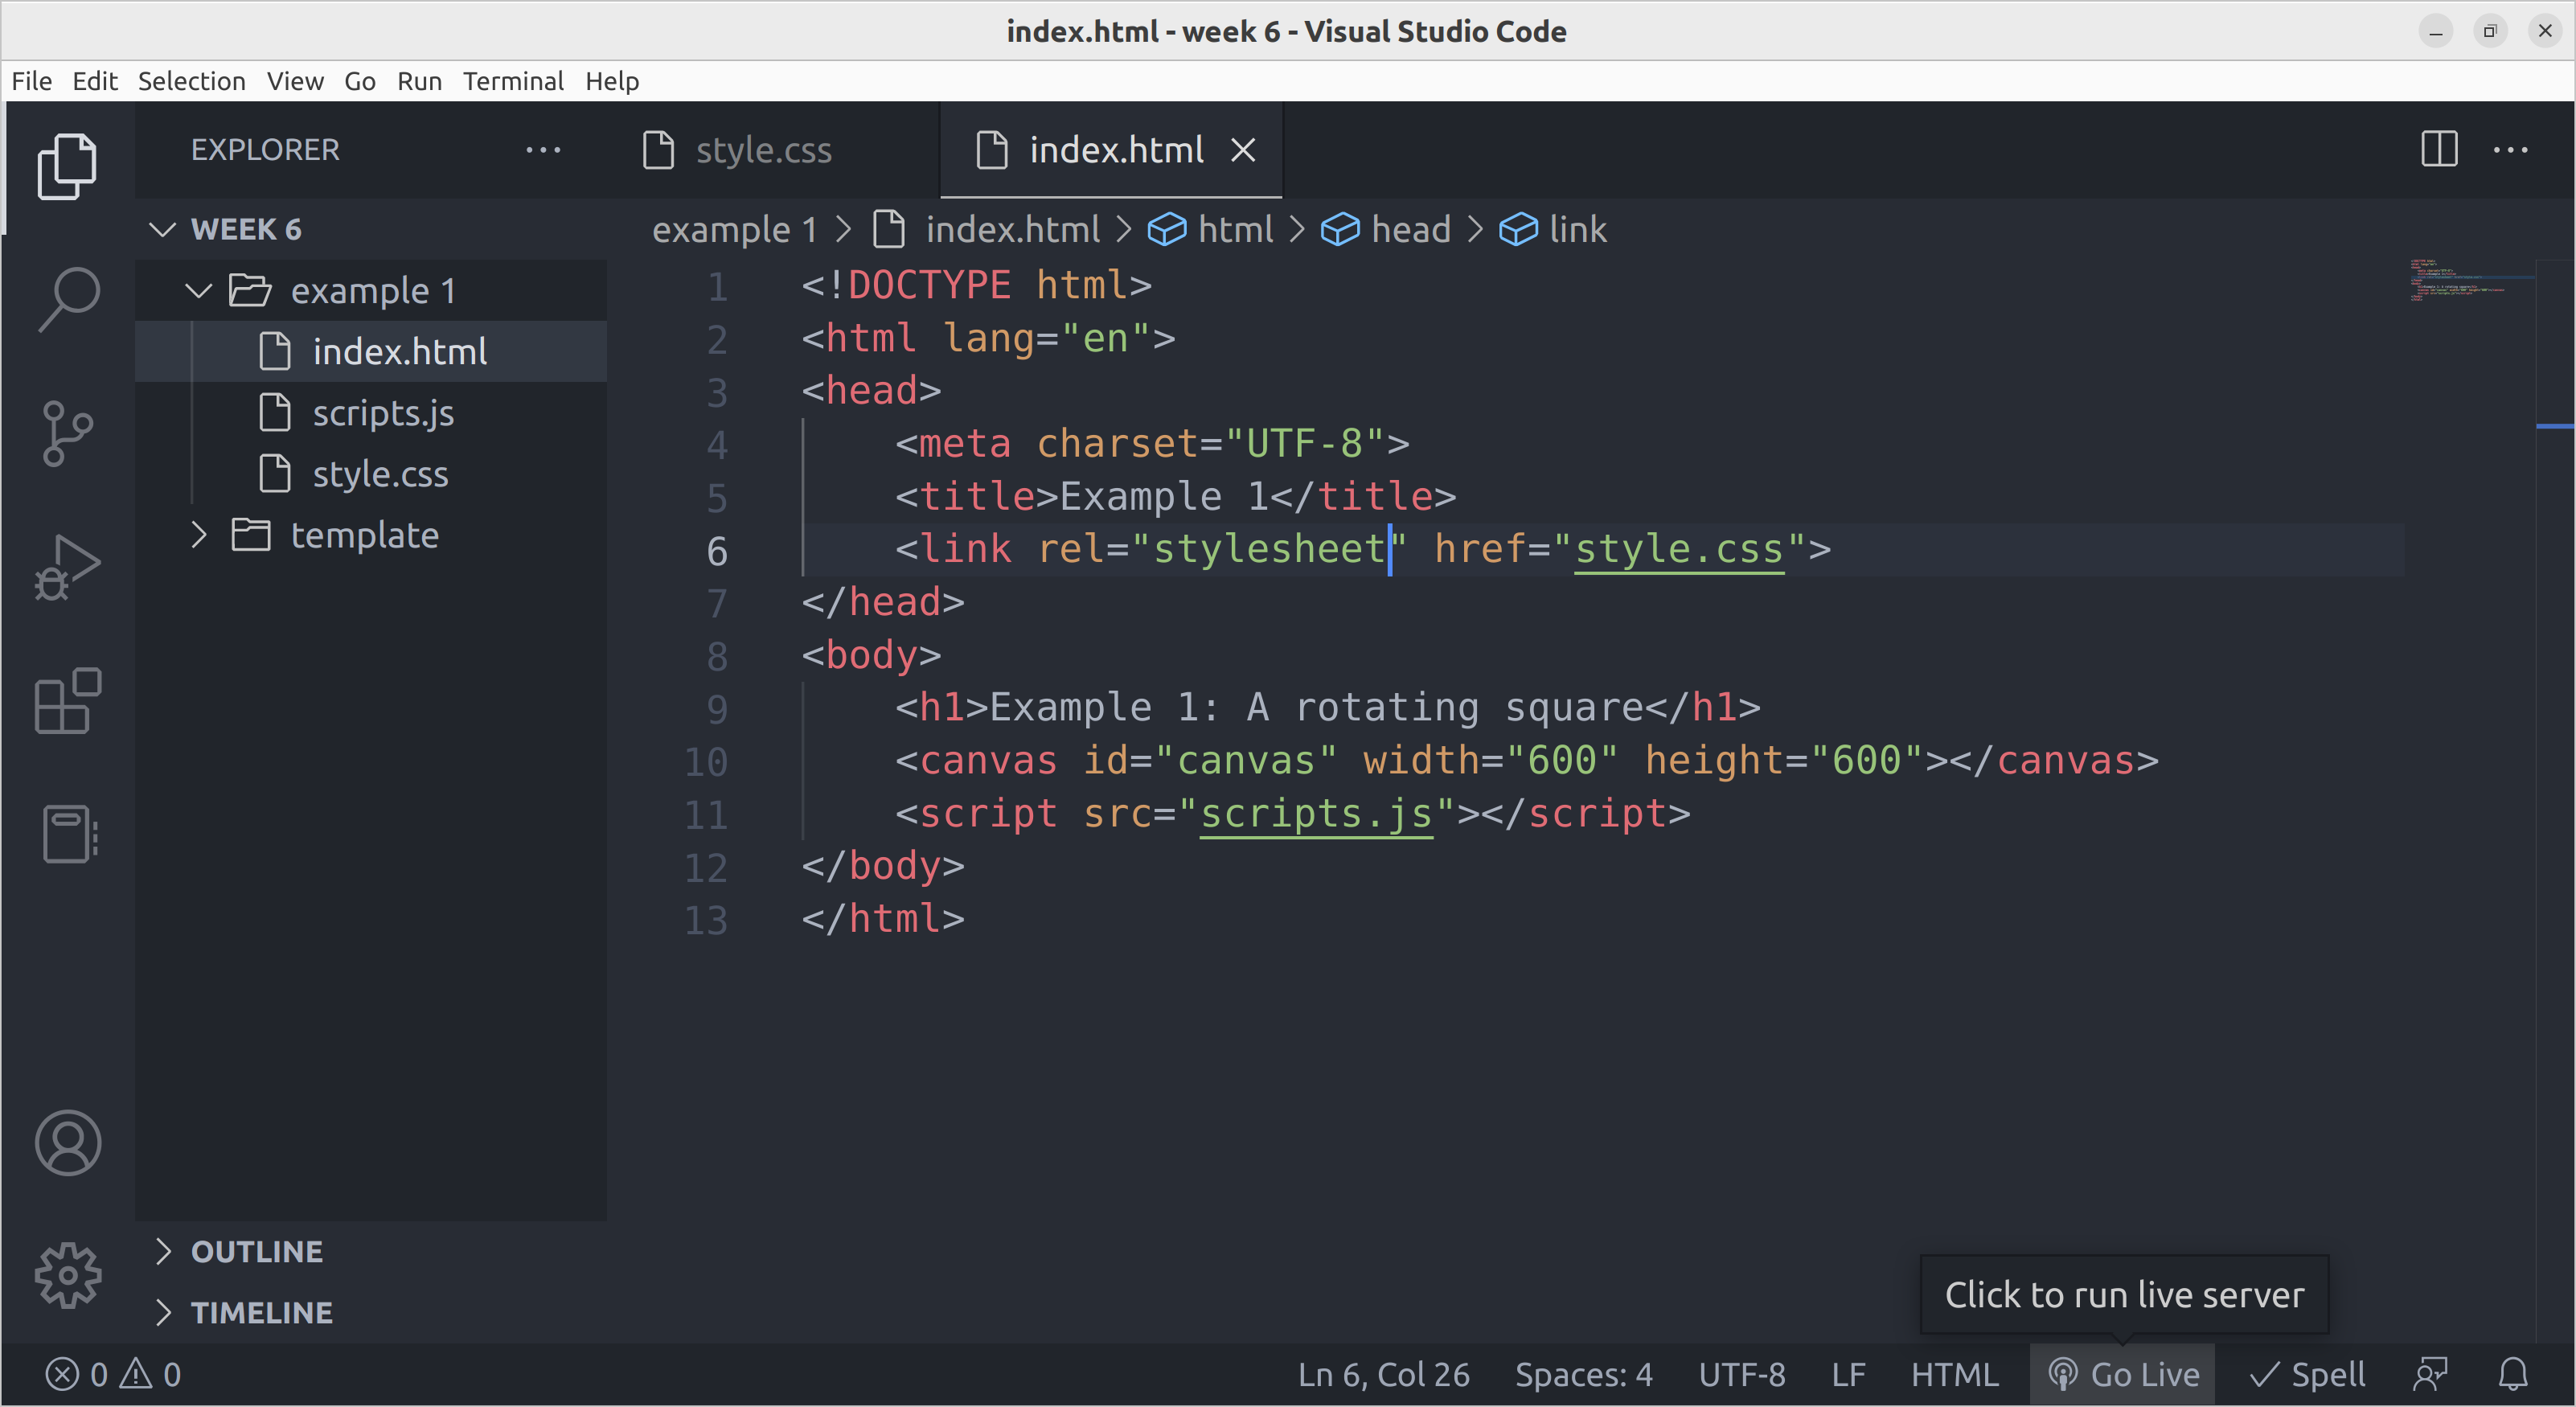 index.html - week 6 - Visual Studio Code
File Edit Selection View Go Run Terminal Help
EXPLORER
WEEK 6
example 1
index.html
scripts.js
style.css
template
OUTLINE
TIMELINE
style.css
index.html
example 1 > index.html > html > head > link
1 <!DOCTYPE html>
2 <html lang="en">
3 <head>
4     <meta charset="UTF-8">
5     <title>Example 1</title>
6     <link rel="stylesheet" href="style.css">
7 </head>
8 <body>
9     <h1>Example 1: A rotating square</h1>
10     <canvas id="canvas" width="600" height="600"></canvas>
11     <script src="scripts.js"></script>
12 </body>
13 </html>
Click to run live server
0 0 Ln 6, Col 26 Spaces: 4 UTF-8 LF HTML Go Live Spell